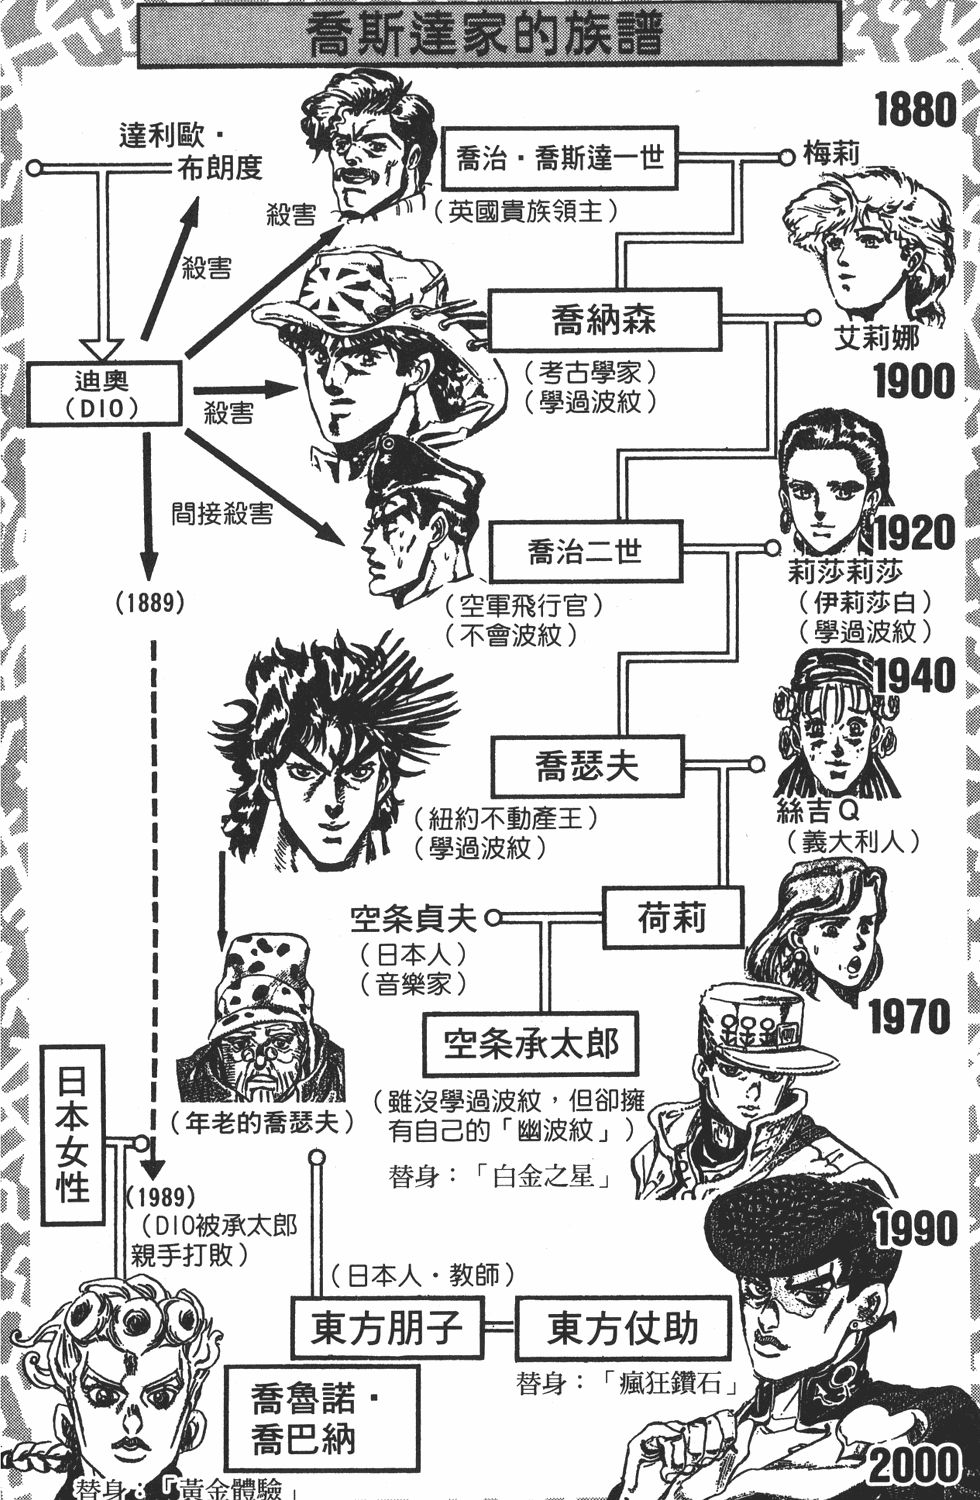 喬斯達家的族譜
1880
達利歐・
布朗度
喬治・喬斯達一世
梅莉
(英國貴族領主)
殺害
殺害
喬納森
艾莉娜
(考古學家)
(學過波紋)
1900
迪奧
(DIO)
殺害
間接殺害
喬治二世
1920
莉莎莉莎
(伊莉莎白)
(學過波紋)
(空軍飛行官)
(不會波紋)
(1889)
1940
喬瑟夫
絲吉Q
(義大利人)
(紐約不動產王)
(學過波紋)
空条貞夫
(日本人)
(音樂家)
荷莉
1970
空条承太郎
(雖沒學過波紋，但卻擁
有自己的「幽波紋」)
替身：「白金之星」
(年老的喬瑟夫)
日本女性
(1989)
(DIO被承太郎
親手打敗)
1990
(日本人・教師)
東方朋子
東方仗助
替身：「瘋狂鑽石」
喬魯諾・
喬巴納
替身：「黃金體驗」
2000